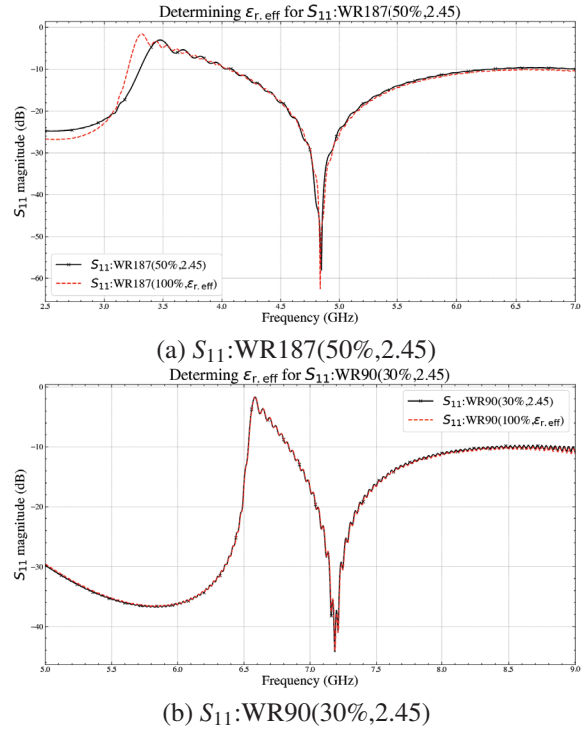 Determining εr.eff for S11:WR187(50%,2.45)
0
−10
−20
−30
−40
−50
−60
S11 magnitude (dB)
S11:WR187(50%,2.45)
S11:WR187(100%,εr.eff)
2.5 3.0 3.5 4.0 4.5 5.0 5.5 6.0 6.5 7.0
Frequency (GHz)
(a) S11:WR187(50%,2.45)
Determing εr.eff for S11:WR90(30%,2.45)
0
−10
−20
−30
−40
S11 magnitude (dB)
S11:WR90(30%,2.45)
S11:WR90(100%,εr.eff)
5.0 5.5 6.0 6.5 7.0 7.5 8.0 8.5 9.0
Frequency (GHz)
(b) S11:WR90(30%,2.45)